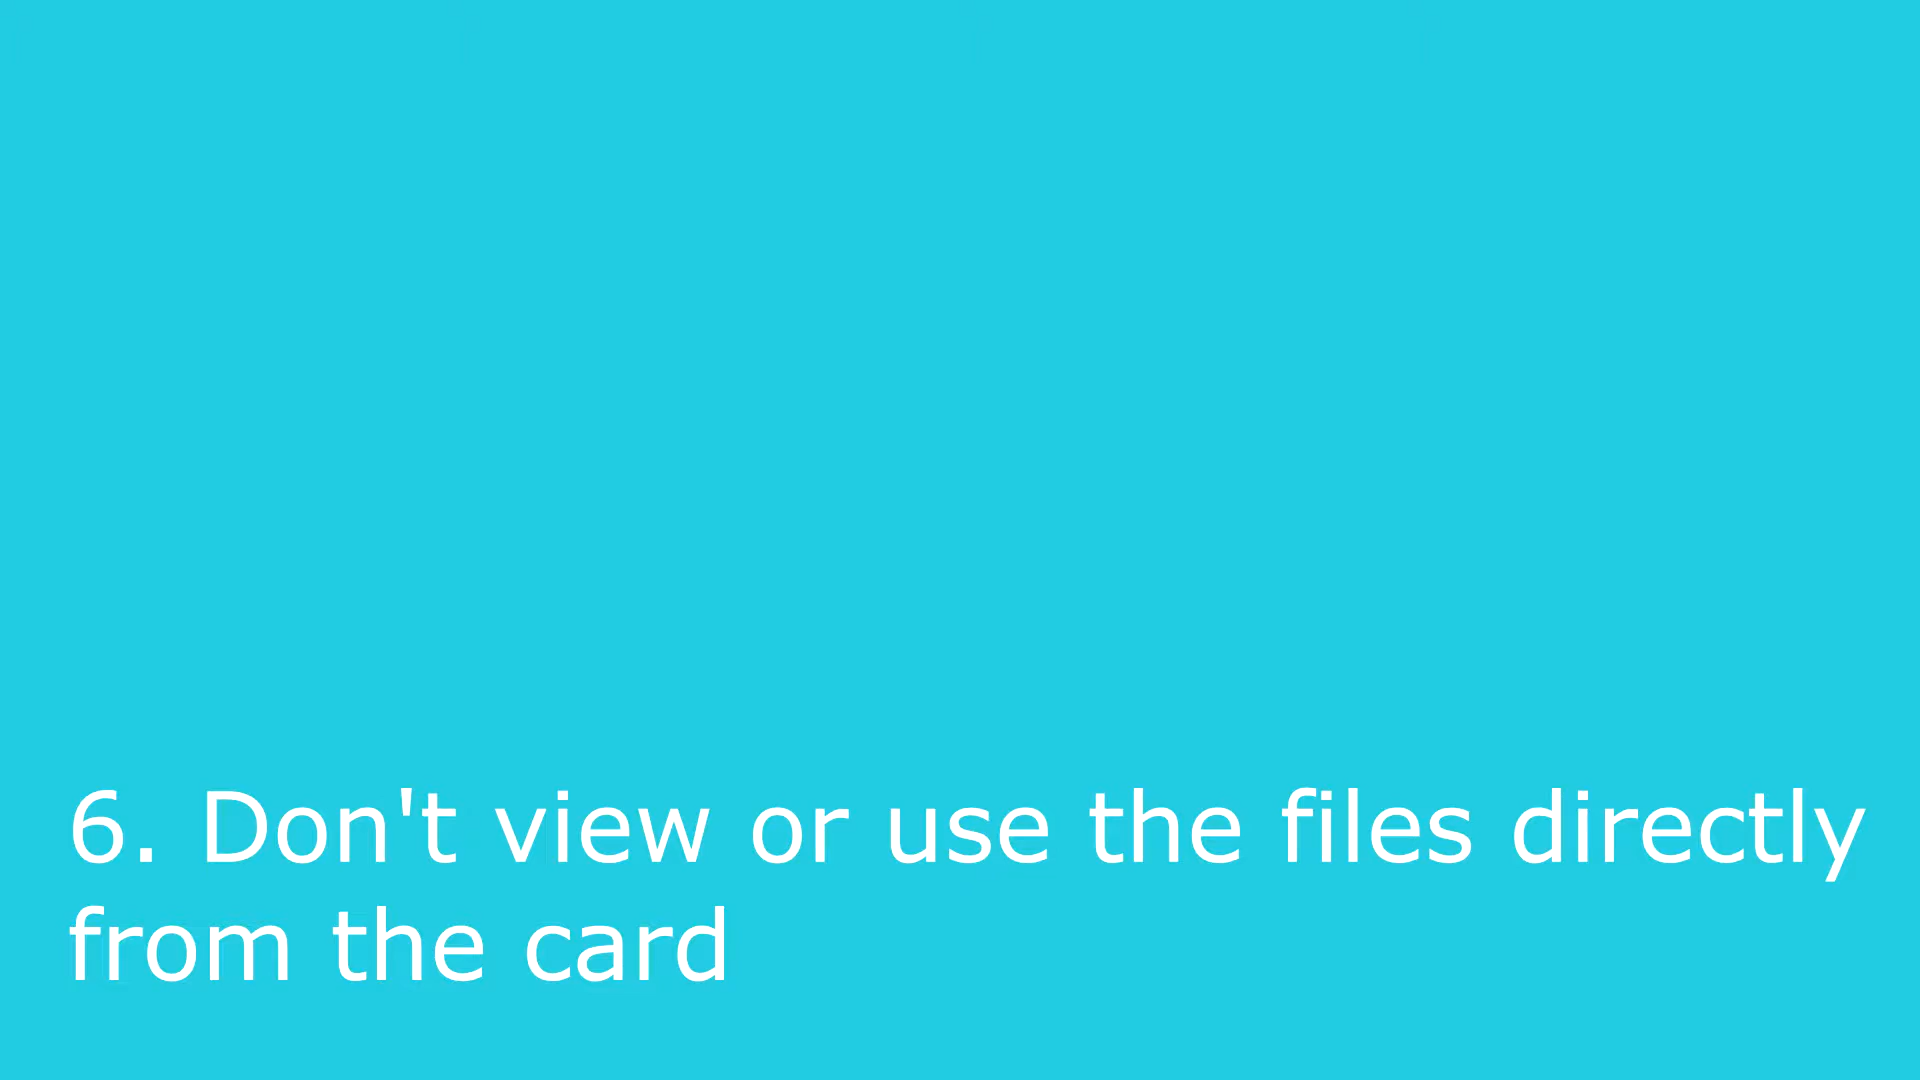 6. Don't view or use the files directly
from the card